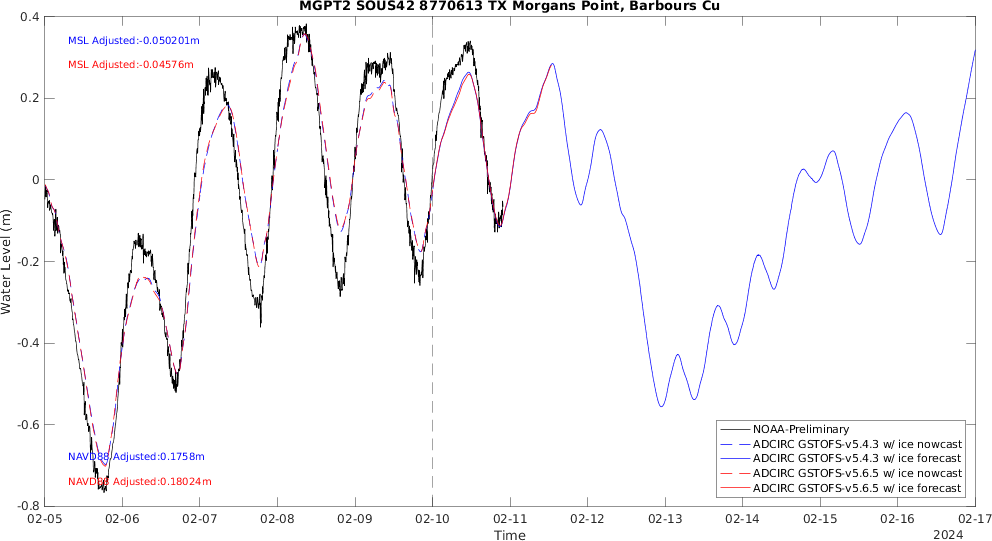 MGPT2 SOUS42 8770613 TX Morgans Point, Barbours Cu
MSL Adjusted:-0.050201m
MSL Adjusted:-0.04576m
0.4
0.2
0
-0.2
-0.4
-0.6
-0.8
Water Level (m)
NAVD88 Adjusted:0.1758m
NAVD88 Adjusted:0.18024m
NOAA-Preliminary
ADCIRC GSTOFS-v5.4.3 w/ ice nowcast
ADCIRC GSTOFS-v5.4.3 w/ ice forecast
ADCIRC GSTOFS-v5.6.5 w/ ice nowcast
ADCIRC GSTOFS-v5.6.5 w/ ice forecast
02-05 02-06 02-07 02-08 02-09 02-10 02-11 02-12 02-13 02-14 02-15 02-16 02-17
Time
2024